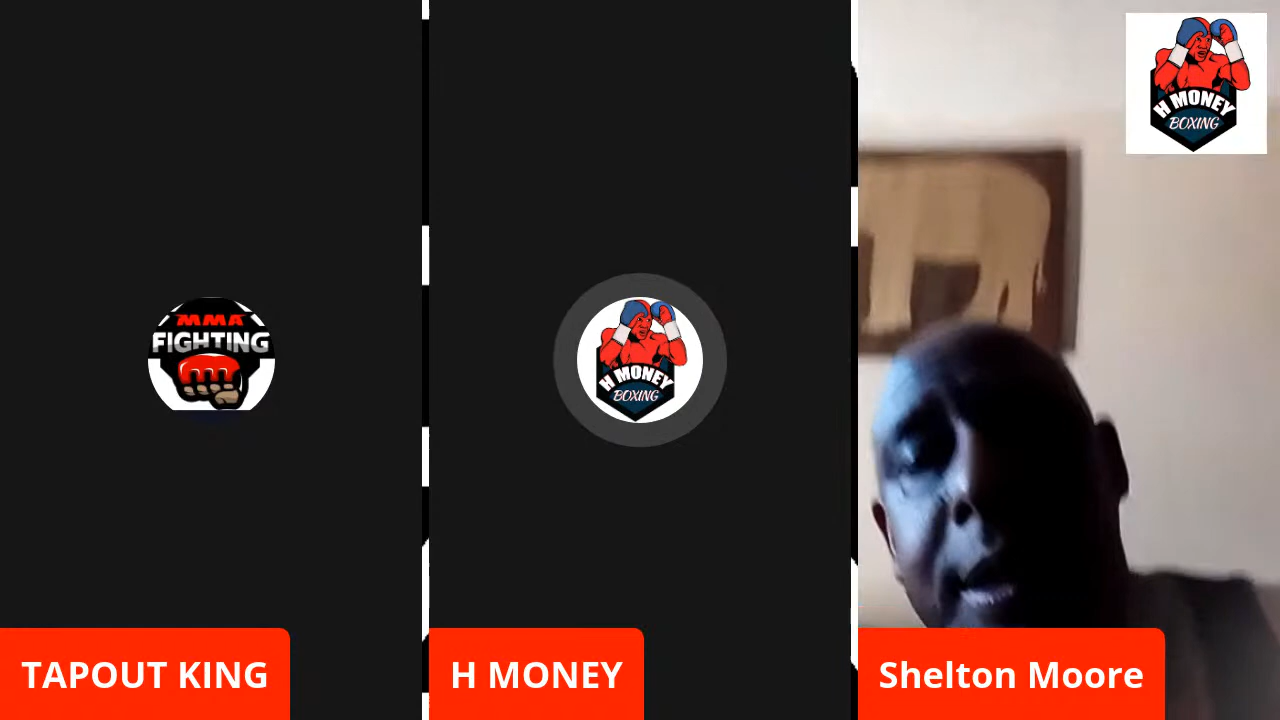 MMA
FIGHTING
TAPOUT KING
H MONEY
BOXING
H MONEY
H MONEY
BOXING
Shelton Moore